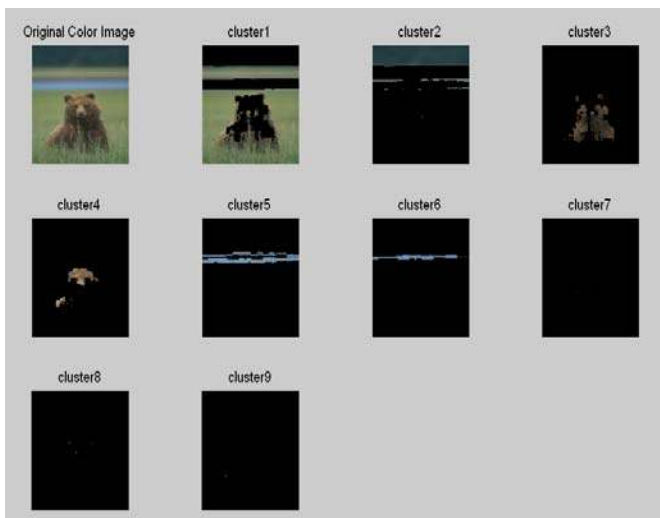 Original Color Image
cluster1
cluster2
cluster3
cluster4
cluster5
cluster6
cluster7
cluster8
cluster9